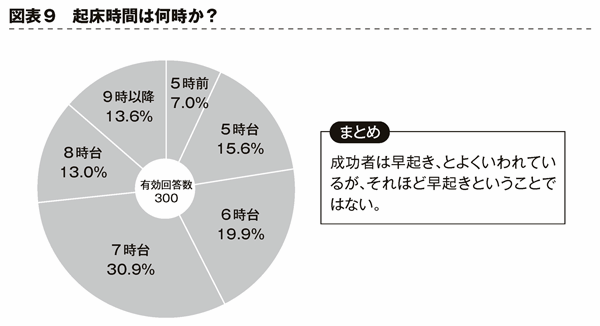 図表９　起床時間は何時か？
5時前
7.0%
5時台
15.6%
6時台
19.9%
7時台
30.9%
8時台
13.0%
9時以降
13.6%
有効回答数
300
まとめ
成功者は早起き、とよくいわれてい
るが、それほど早起きということで
はない。